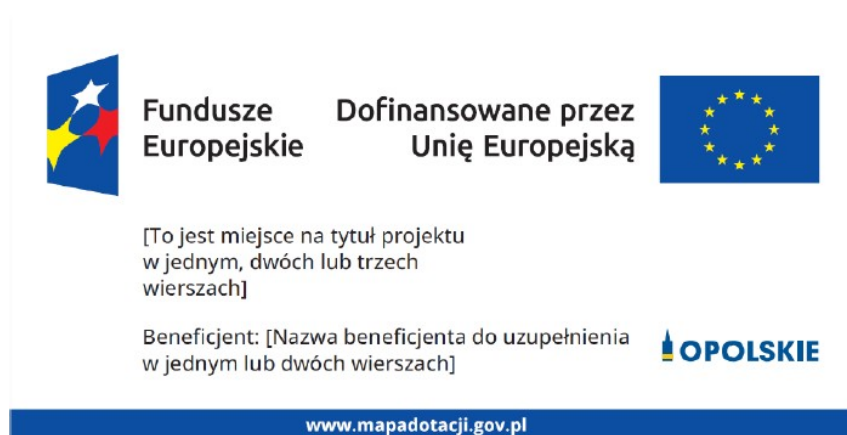 Fundusze
Europejskie
Dofinansowane przez
Unię Europejską
[To jest miejsce na tytuł projektu
w jednym, dwóch lub trzech
wierszach]
Beneficjent: [Nazwa beneficjenta do uzupełnienia
w jednym lub dwóch wierszach]
OPOLSKIE
www.mapadotacji.gov.pl